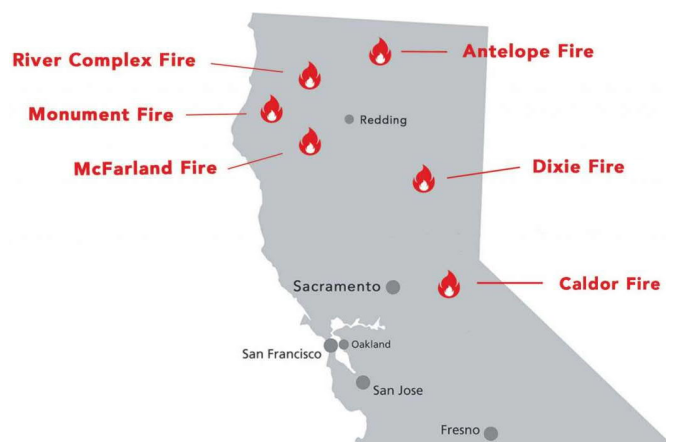 River Complex Fire
Antelope Fire
Monument Fire
Redding
McFarland Fire
Dixie Fire
Sacramento
Caldor Fire
San Francisco
Oakland
San Jose
Fresno